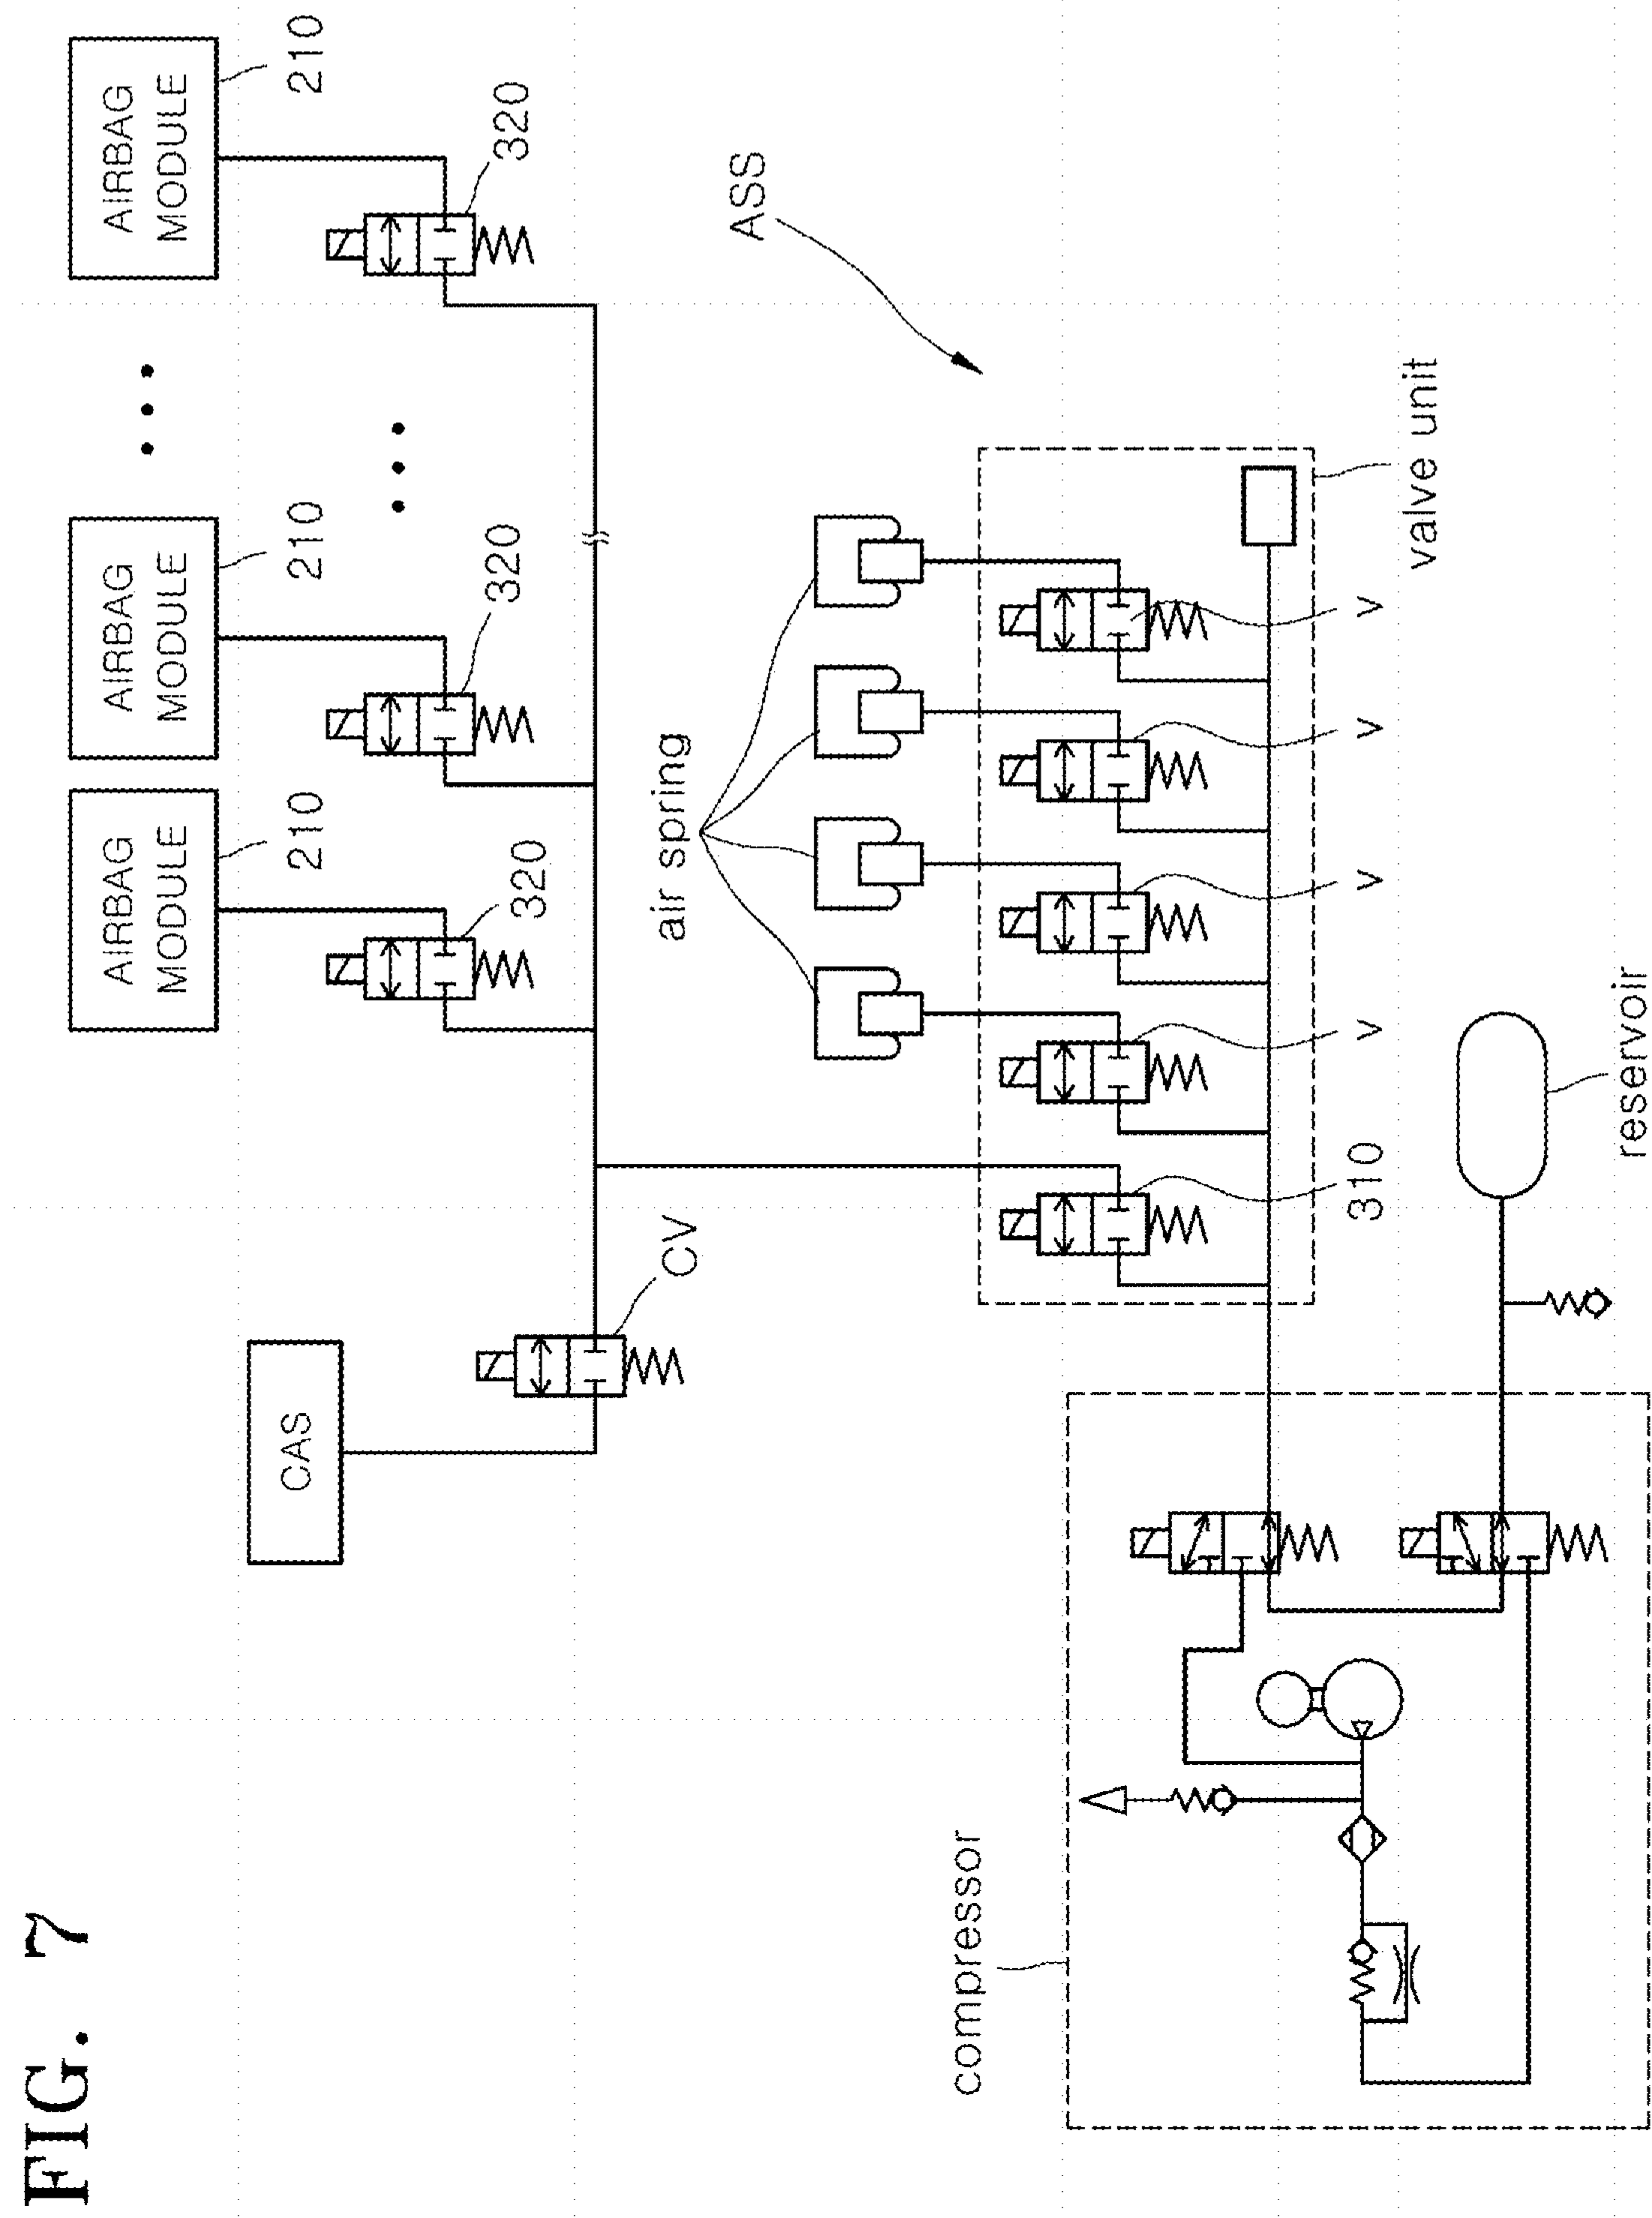 FIG. 7
AIRBAG
MODULE
210
AIRBAG
MODULE
210
AIRBAG
MODULE
210
320
320
320
CAS
CV
ASS
air spring
v
v
v
v
310
valve unit
compressor
reservoir